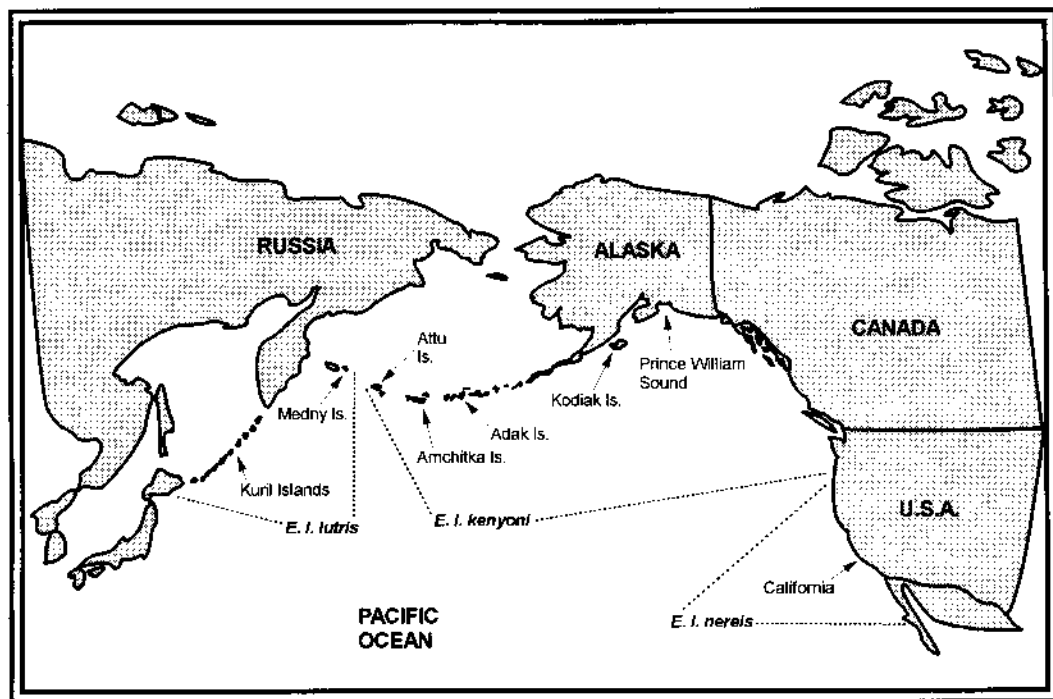 RUSSIA
ALASKA
CANADA
Attu
Is.
Medny Is.
Prince William
Sound
Kodiak Is.
Adak Is.
Amchitka Is.
Kuril Islands
E. l. lutris
E. l. kenyoni
U.S.A.
California
E. l. nereis
PACIFIC
OCEAN